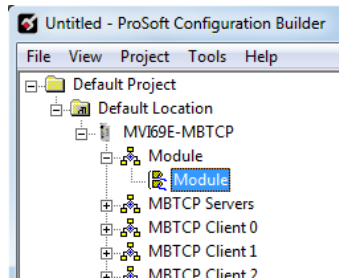 Untitled - ProSoft Configuration Builder
File View Project Tools Help
Default Project
Default Location
MVI69E-MBTCP
Module
Module
MBTCP Servers
MBTCP Client 0
MBTCP Client 1
MBTCP Client 2